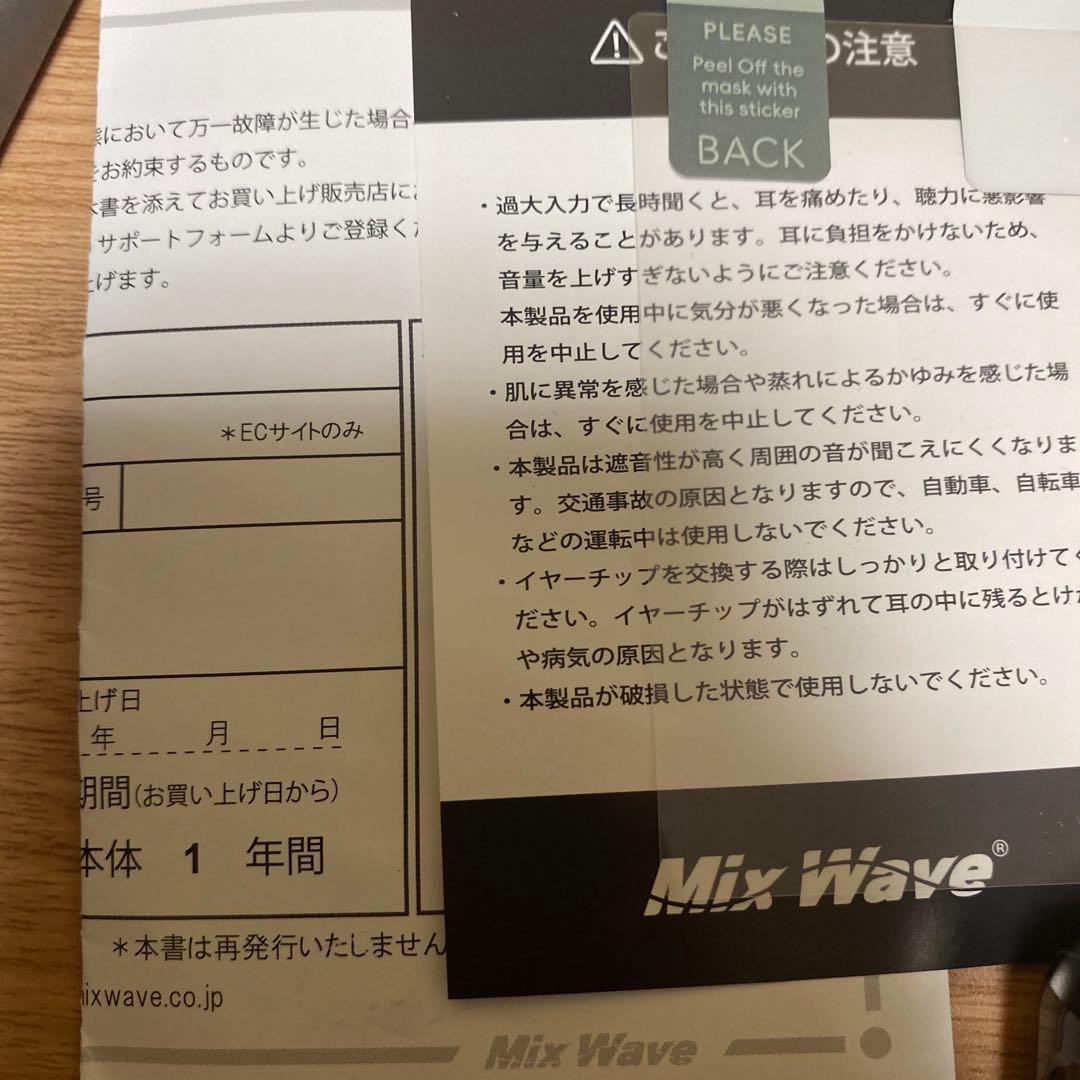 態において万一故障が生じた場合
をお約束するものです。
書を添えてお買い上げ販売店に
サポートフォームよりご登録くだ
上げます。
*ECサイトのみ
号
上げ日
年 月 日
期間(お買い上げ日から)
本体 1 年間
*本書は再発行いたしません
mixwave.co.jp
Mix Wave
PLEASE
Peel Off the
mask with
this sticker
BACK
の注意
・過大入力で長時間聞くと、耳を痛めたり、聴力に悪影響
を与えることがあります。耳に負担をかけないため、
音量を上げすぎないようにご注意ください。
本製品を使用中に気分が悪くなった場合は、すぐに使
用を中止してください。
・肌に異常を感じた場合や蒸れによるかゆみを感じた場
合は、すぐに使用を中止してください。
・本製品は遮音性が高く周囲の音が聞こえにくくなりま
す。交通事故の原因となりますので、自動車、自転車
などの運転中は使用しないでください。
・イヤーチップを交換する際はしっかりと取り付けてく
ださい。イヤーチップがはずれて耳の中に残るとけが
や病気の原因となります。
・本製品が破損した状態で使用しないでください。
Mix Wave®